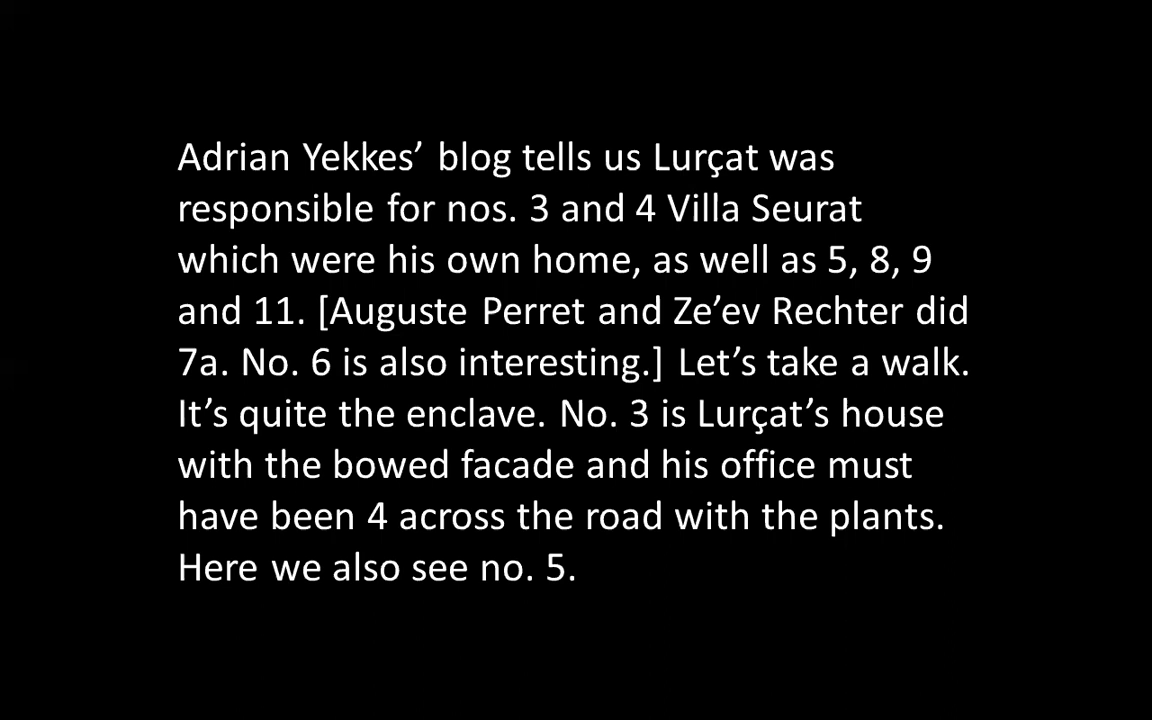 Adrian Yekkes’ blog tells us Lurçat was
responsible for nos. 3 and 4 Villa Seurat
which were his own home, as well as 5, 8, 9
and 11. [Auguste Perret and Ze’ev Rechter did
7a. No. 6 is also interesting.] Let’s take a walk.
It’s quite the enclave. No. 3 is Lurçat’s house
with the bowed facade and his office must
have been 4 across the road with the plants.
Here we also see no. 5.